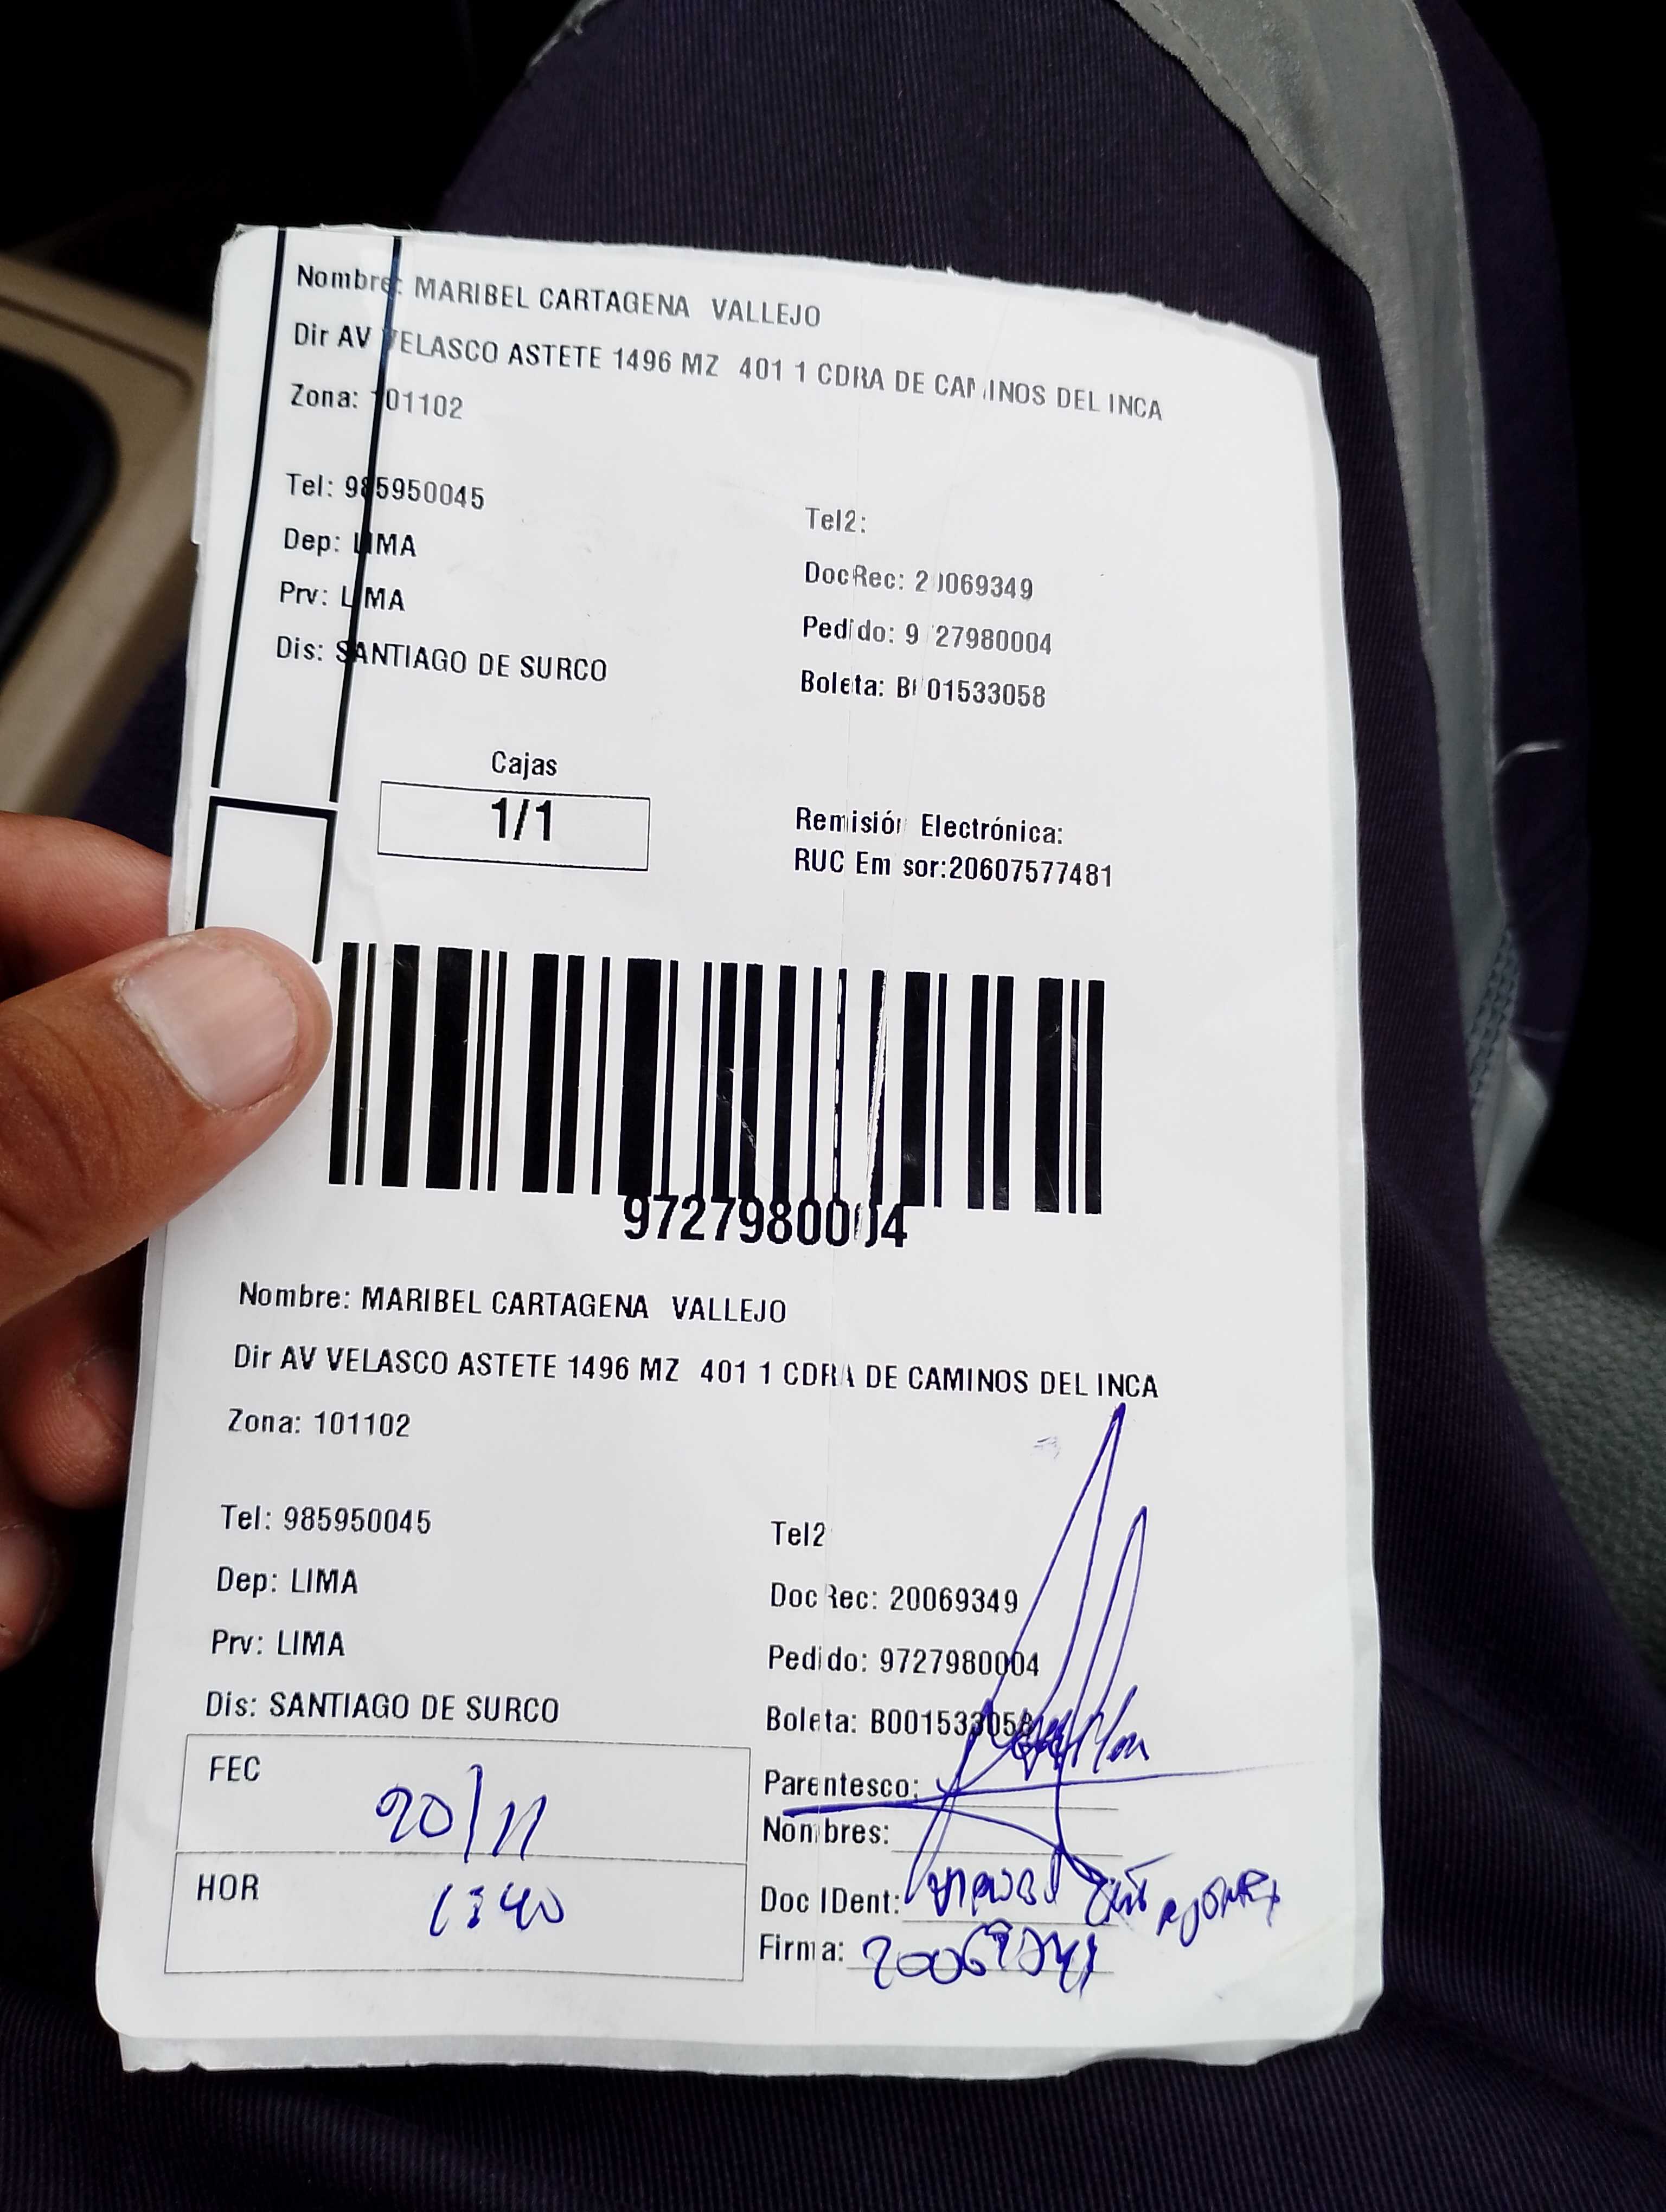 Nombre: MARIBEL CARTAGENA VALLEJO
Dir AV VELASCO ASTETE 1496 MZ 401 1 CDRA DE CAMINOS DEL INCA
Zona: 101102
Tel: 985950045
Tel2:
Dep: LIMA
DocRec: 20069349
Prv: LIMA
Pedido: 9727980004
Dis: SANTIAGO DE SURCO
Boleta: B001533058
Cajas
1/1
Remisión Electrónica:
RUC Emisor:20607577481
9727980004
Nombre: MARIBEL CARTAGENA VALLEJO
Dir AV VELASCO ASTETE 1496 MZ 401 1 CDRA DE CAMINOS DEL INCA
Zona: 101102
Tel: 985950045
Tel2
Dep: LIMA
DocRec: 20069349
Prv: LIMA
Pedido: 9727980004
Dis: SANTIAGO DE SURCO
Boleta: B001533058
FEC 20/11
Parentesco:
Nombres:
HOR 1340
Doc IDent:
Firma: